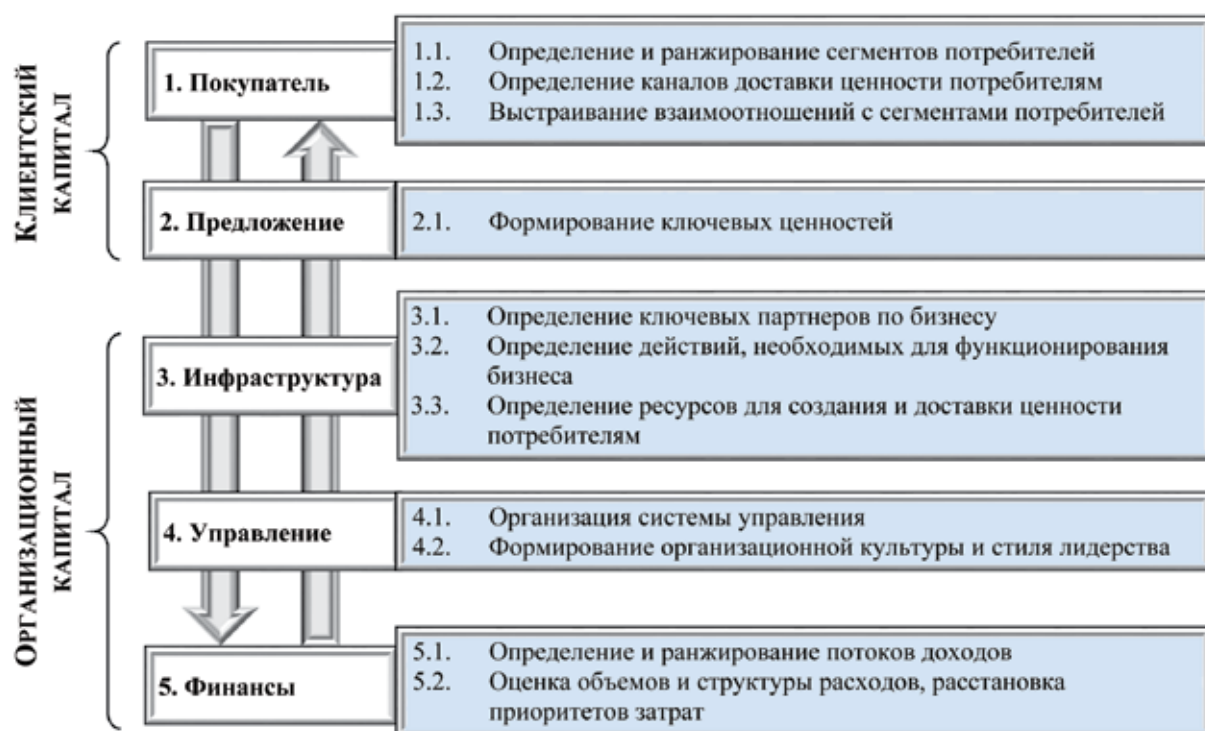 КЛИЕНТСКИЙ
КАПИТАЛ
1. Покупатель
1.1. Определение и ранжирование сегментов потребителей
1.2. Определение каналов доставки ценности потребителям
1.3. Выстраивание взаимоотношений с сегментами потребителей
2. Предложение
2.1. Формирование ключевых ценностей
ОРГАНИЗАЦИОННЫЙ
КАПИТАЛ
3. Инфраструктура
3.1. Определение ключевых партнеров по бизнесу
3.2. Определение действий, необходимых для функционирования
бизнеса
3.3. Определение ресурсов для создания и доставки ценности
потребителям
4. Управление
4.1. Организация системы управления
4.2. Формирование организационной культуры и стиля лидерства
5. Финансы
5.1. Определение и ранжирование потоков доходов
5.2. Оценка объемов и структуры расходов, расстановка
приоритетов затрат